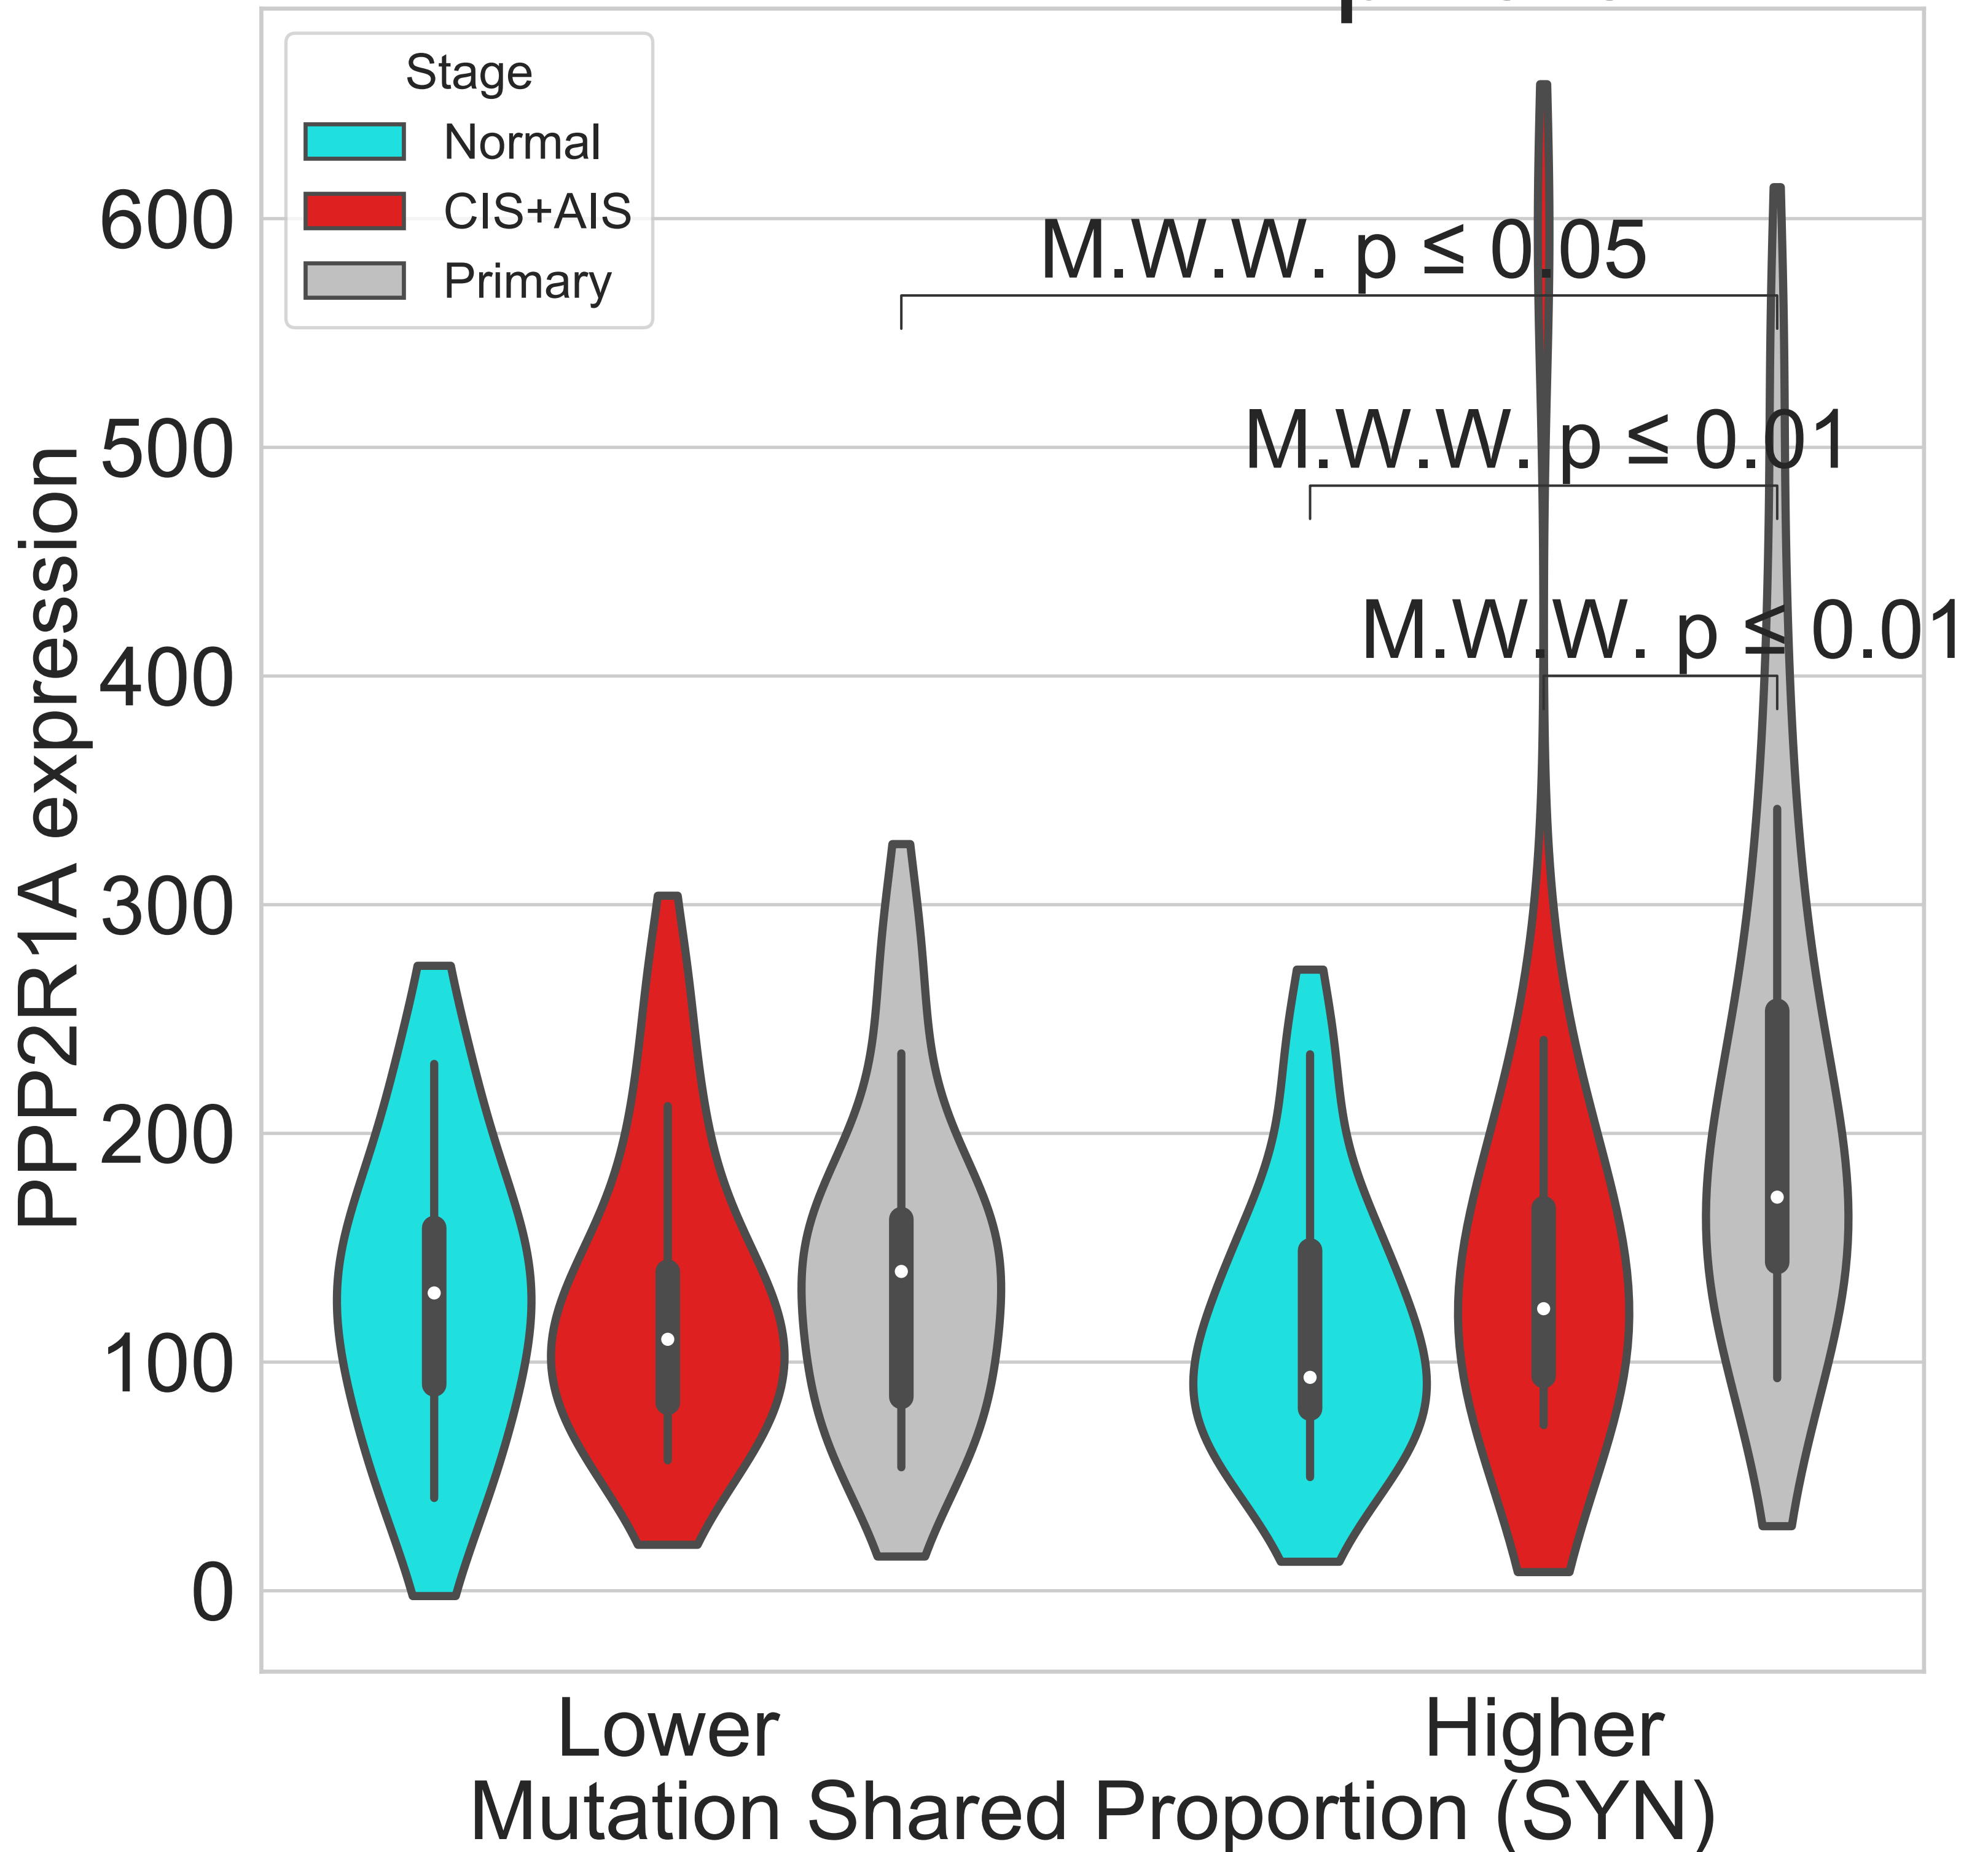 Stage
Normal
CIS+AIS
Primary
M.W.W. p ≤ 0.05
M.W.W. p ≤ 0.01
M.W.W. p ≤ 0.01
600
500
400
300
200
100
0
PPP2R1A expression
Lower
Higher
Mutation Shared Proportion (SYN)